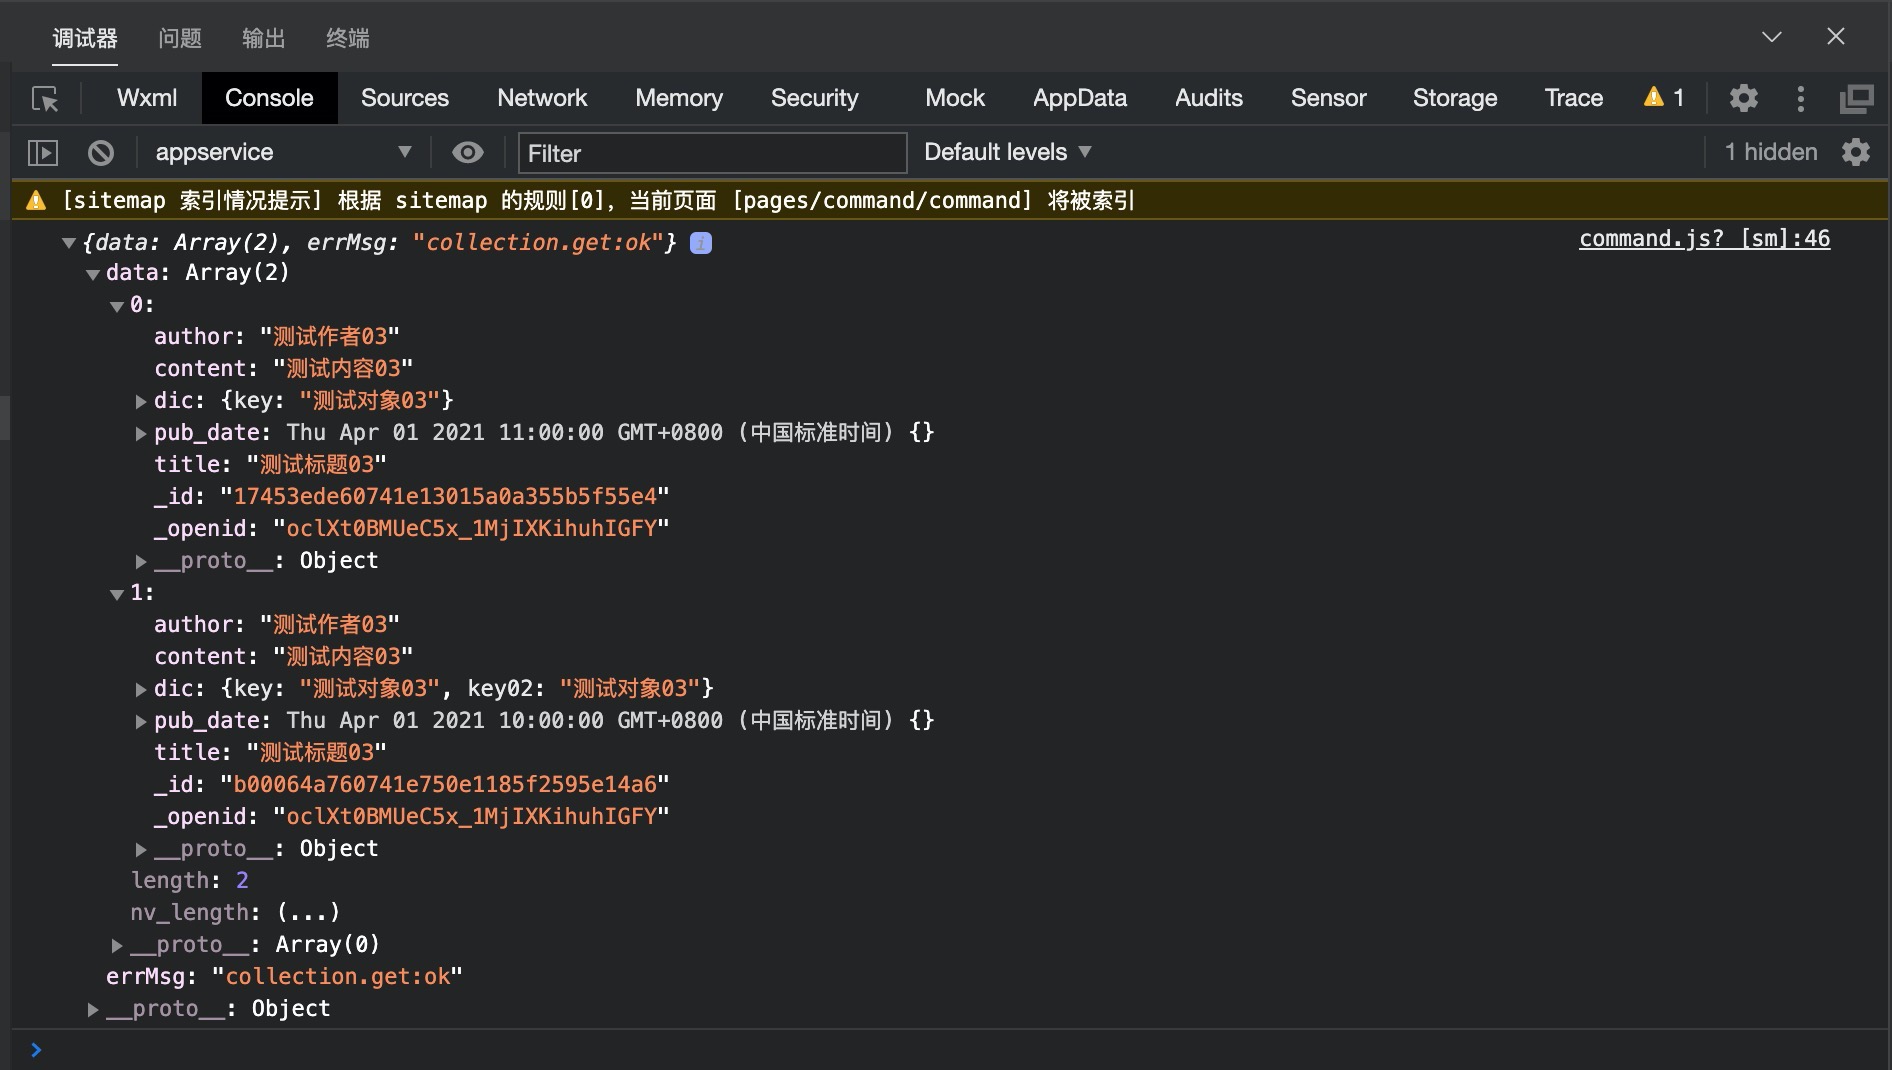 调试器 问题 输出 终端
Wxml Console Sources Network Memory Security Mock AppData Audits Sensor Storage Trace 1
appservice Filter Default levels 1 hidden
[sitemap 索引情况提示] 根据 sitemap 的规则[0]，当前页面 [pages/command/command] 将被索引
{data: Array(2), errMsg: "collection.get:ok"} i command.js? [sm]:46
data: Array(2)
0:
author: "测试作者03"
content: "测试内容03"
dic: {key: "测试对象03"}
pub_date: Thu Apr 01 2021 11:00:00 GMT+0800 (中国标准时间) {}
title: "测试标题03"
_id: "17453ede60741e13015a0a355b5f55e4"
_openid: "oclXt0BMUeC5x_1MjIXKihuhIGFY"
__proto__: Object
1:
author: "测试作者03"
content: "测试内容03"
dic: {key: "测试对象03", key02: "测试对象03"}
pub_date: Thu Apr 01 2021 10:00:00 GMT+0800 (中国标准时间) {}
title: "测试标题03"
_id: "b00064a760741e750e1185f2595e14a6"
_openid: "oclXt0BMUeC5x_1MjIXKihuhIGFY"
__proto__: Object
length: 2
nv_length: (...)
__proto__: Array(0)
errMsg: "collection.get:ok"
__proto__: Object